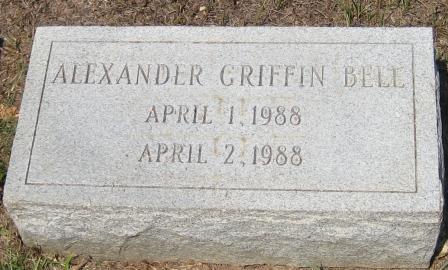 ALEXANDER GRIFFIN BELL
APRIL 1, 1988
APRIL 2, 1988